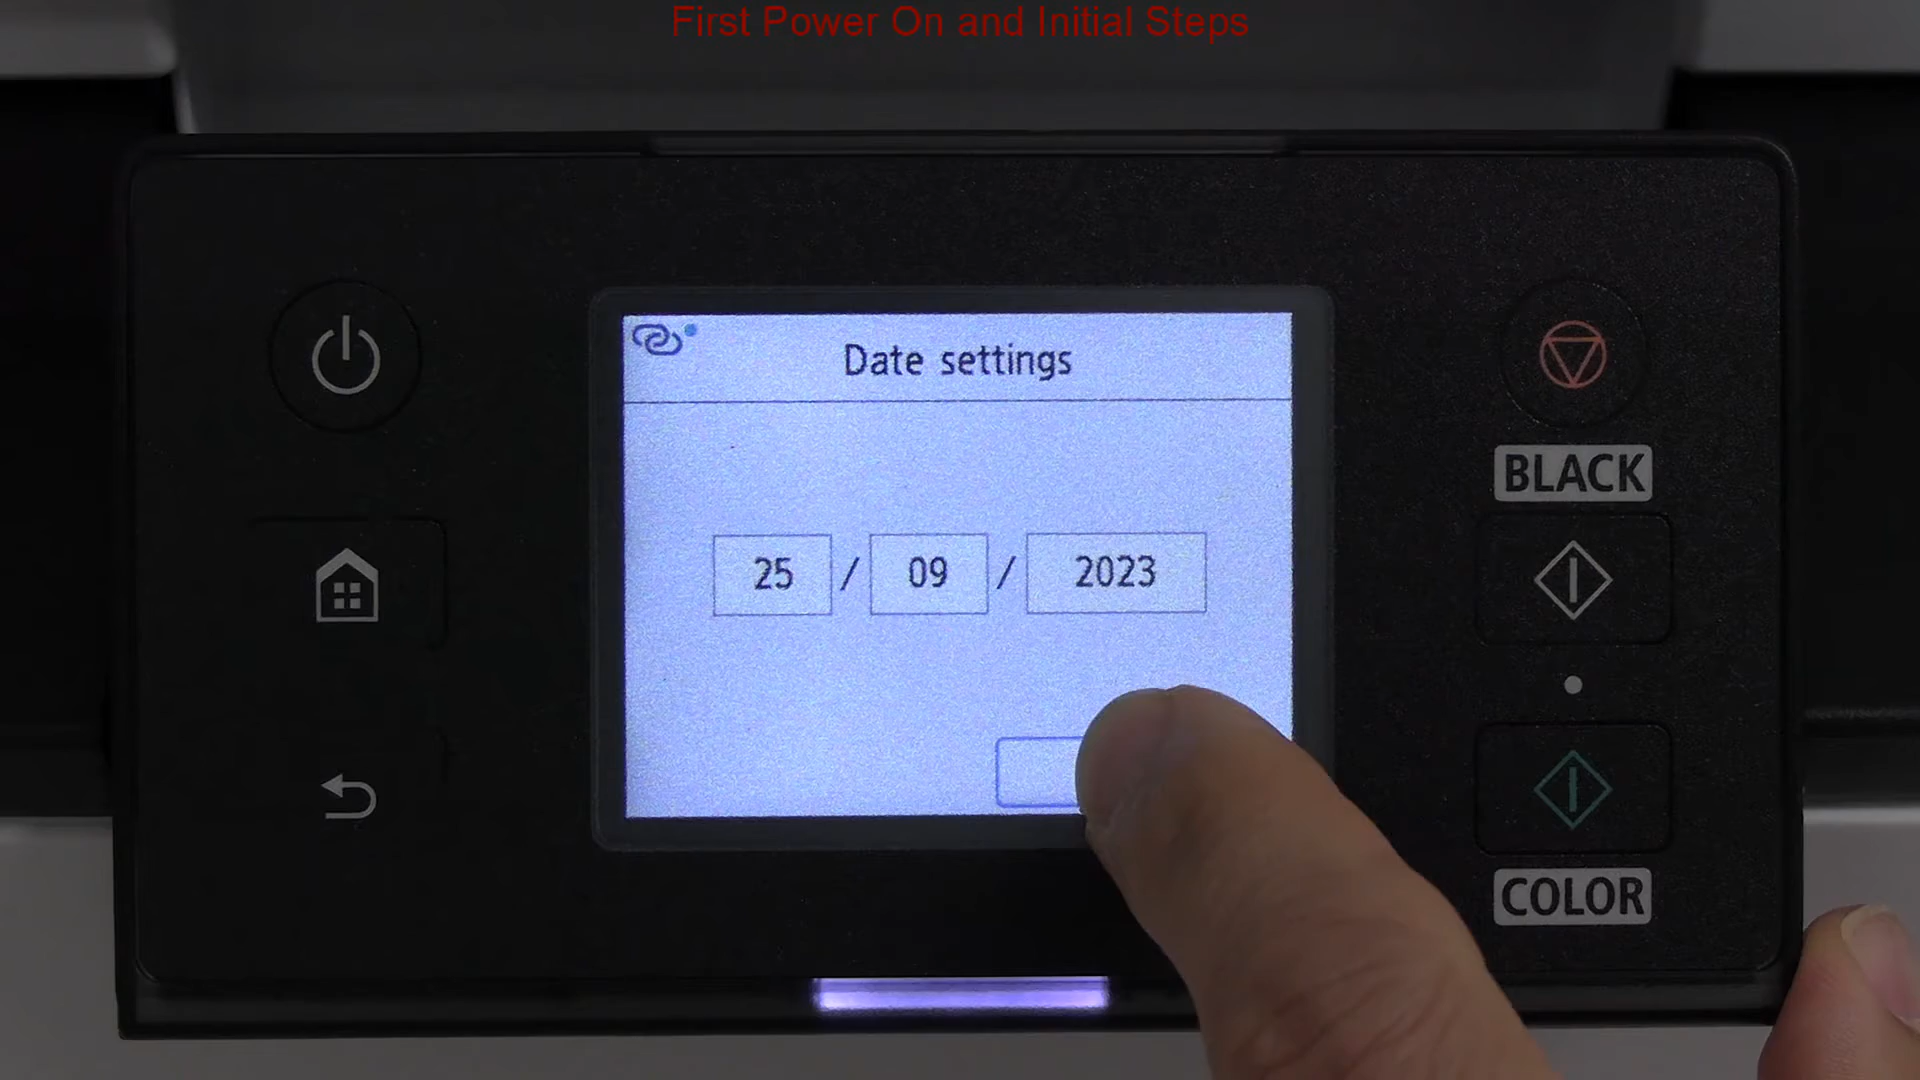 First Power On and Initial Steps
Date settings
BLACK
25 / 09 / 2023
COLOR